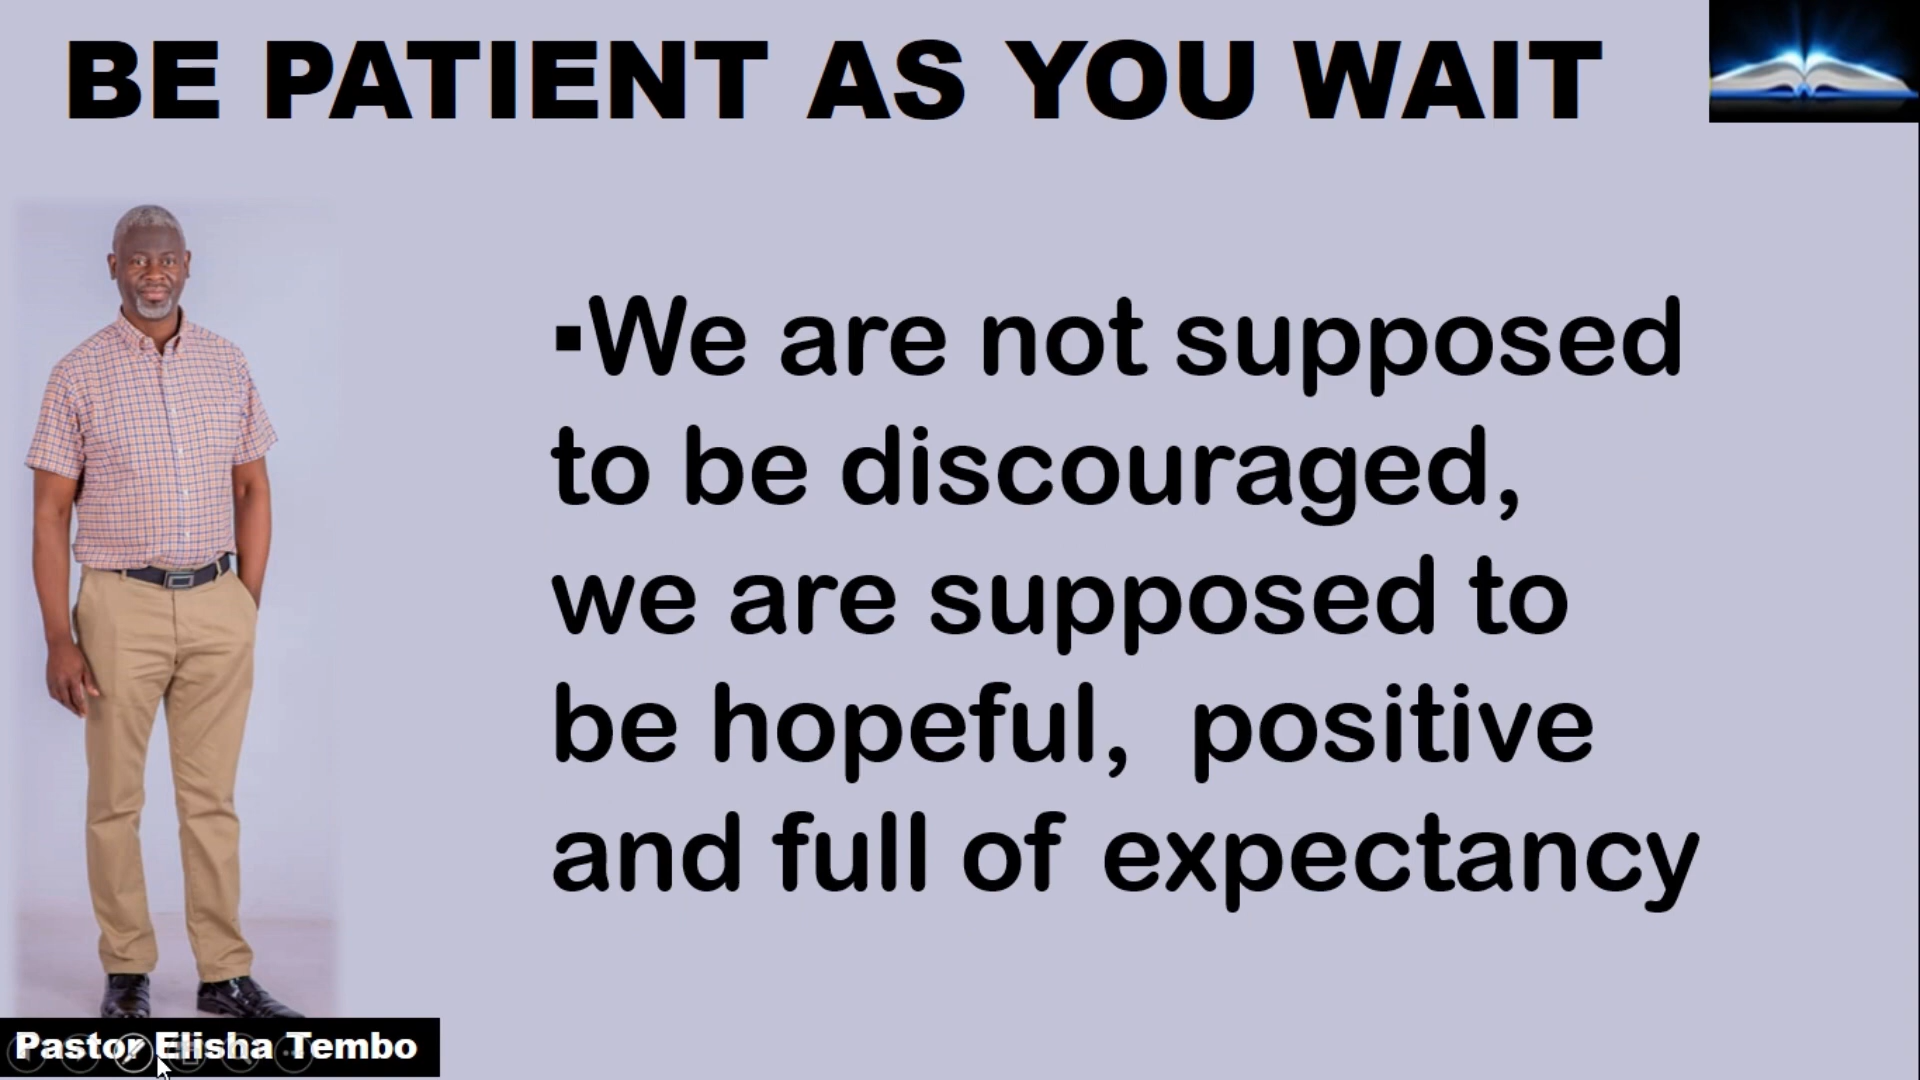 BE PATIENT AS YOU WAIT
▪We are not supposed
to be discouraged,
we are supposed to
be hopeful,  positive
and full of expectancy
Pastor Elisha Tembo